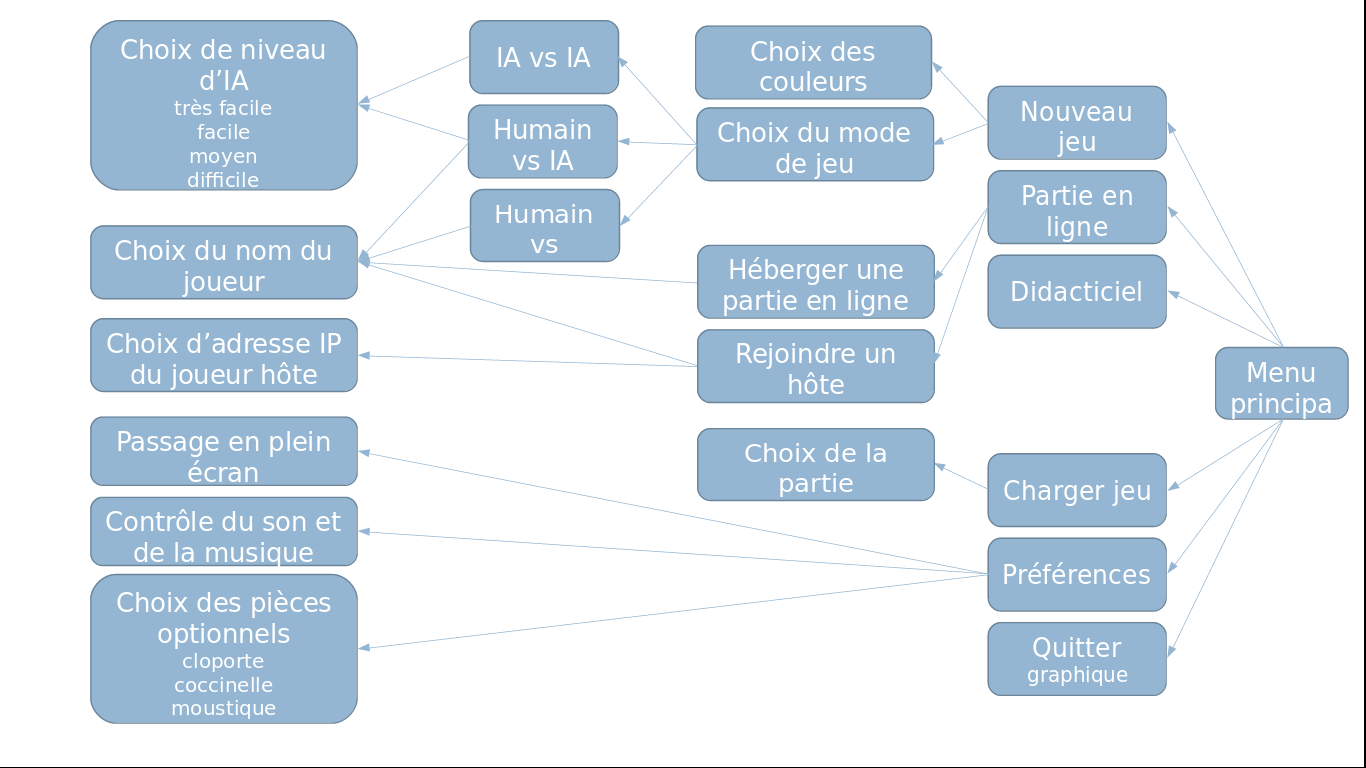 Choix de niveau
d’IA
très facile
facile
moyen
difficile
Choix du nom du
joueur
Choix d’adresse IP
du joueur hôte
Passage en plein
écran
Contrôle du son et
de la musique
Choix des pièces
optionnels
cloporte
coccinelle
moustique
IA vs IA
Humain
vs IA
Humain
vs
Choix des
couleurs
Choix du mode
de jeu
Héberger une
partie en ligne
Rejoindre un
hôte
Choix de la
partie
Nouveau
jeu
Partie en
ligne
Didacticiel
Charger jeu
Préférences
Quitter
graphique
Menu
principa